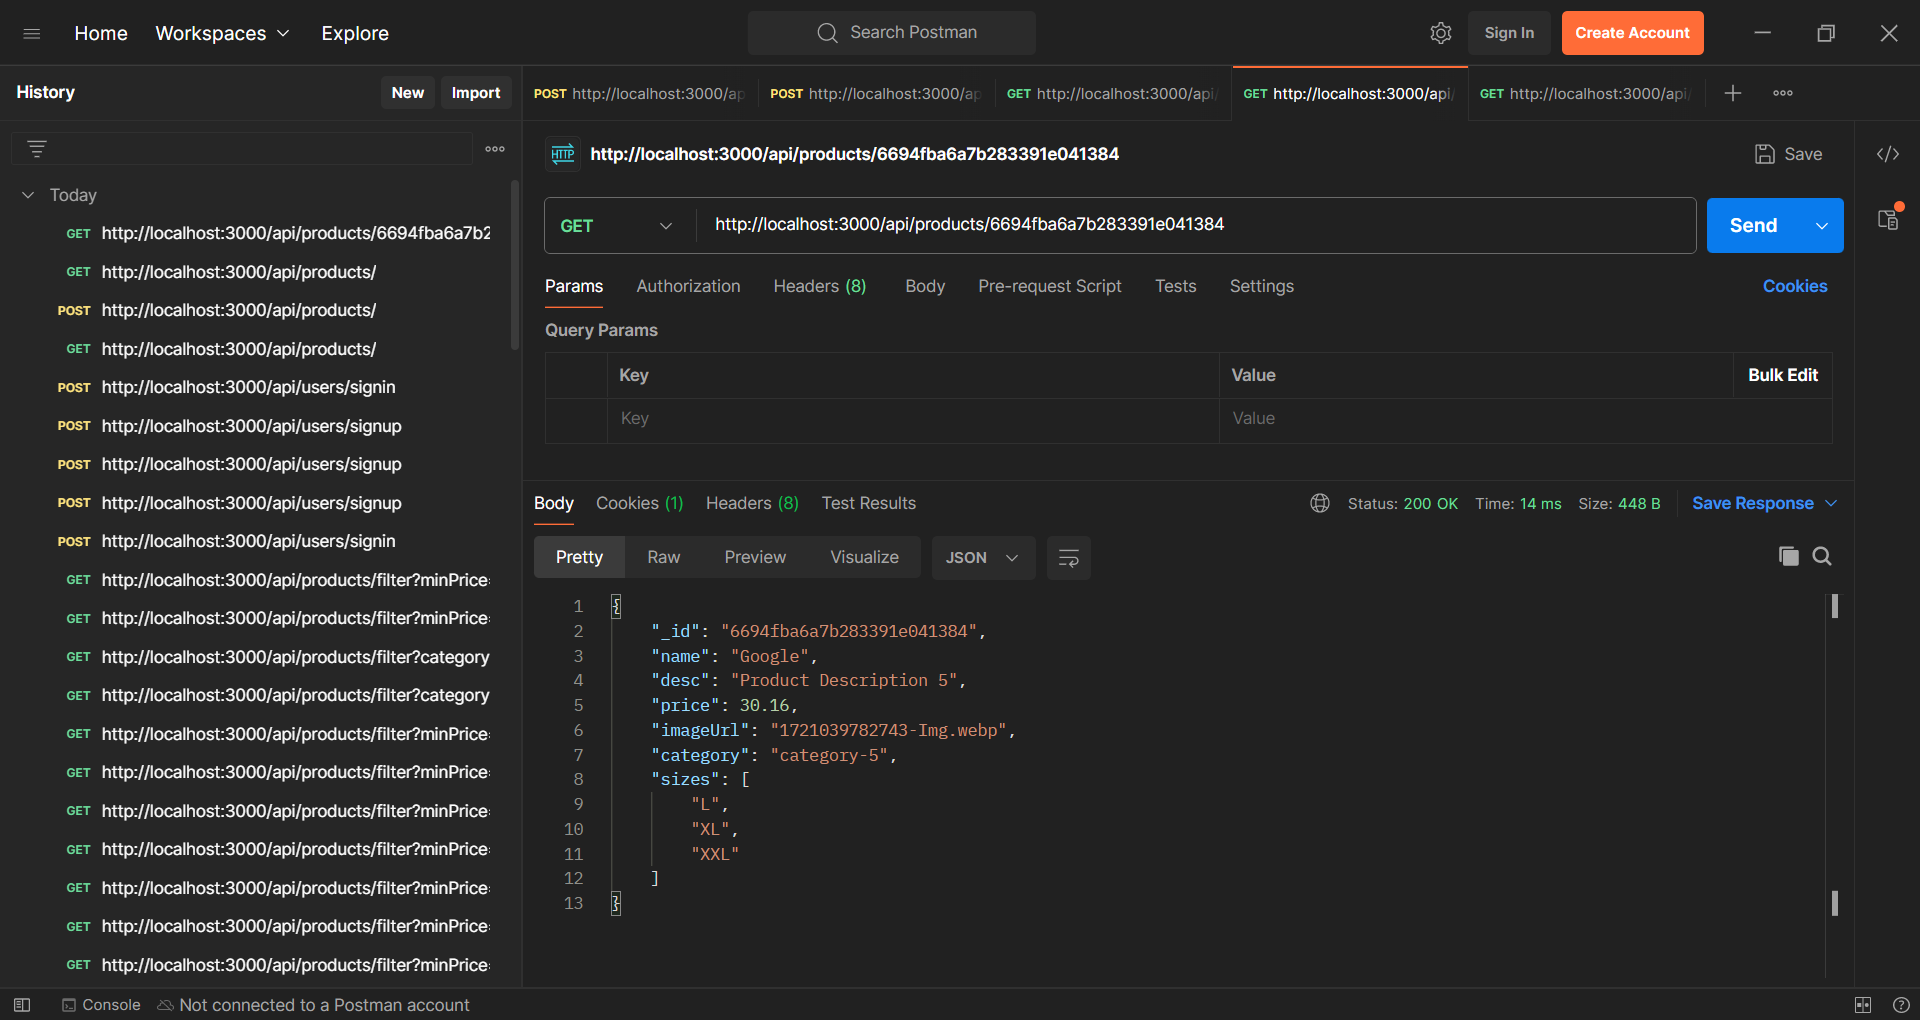 Home Workspaces Explore Search Postman Sign In Create Account
History New Import
POST http://localhost:3000/ap POST http://localhost:3000/ap GET http://localhost:3000/api/ GET http://localhost:3000/api/ GET http://localhost:3000/api/
HTTP http://localhost:3000/api/products/6694fba6a7b283391e041384 Save
Today
GET http://localhost:3000/api/products/6694fba6a7b2
GET http://localhost:3000/api/products/
POST http://localhost:3000/api/products/
GET http://localhost:3000/api/products/
POST http://localhost:3000/api/users/signin
POST http://localhost:3000/api/users/signup
POST http://localhost:3000/api/users/signup
POST http://localhost:3000/api/users/signup
POST http://localhost:3000/api/users/signin
GET http://localhost:3000/api/products/filter?minPrice=
GET http://localhost:3000/api/products/filter?minPrice=
GET http://localhost:3000/api/products/filter?category
GET http://localhost:3000/api/products/filter?category
GET http://localhost:3000/api/products/filter?minPrice=
GET http://localhost:3000/api/products/filter?minPrice=
GET http://localhost:3000/api/products/filter?minPrice=
GET http://localhost:3000/api/products/filter?minPrice=
GET http://localhost:3000/api/products/filter?minPrice=
GET http://localhost:3000/api/products/filter?minPrice=
GET http://localhost:3000/api/products/filter?minPrice=
GET http://localhost:3000/api/products/6694fba6a7b283391e041384 Send
Params Authorization Headers (8) Body Pre-request Script Tests Settings Cookies
Query Params
Key Value Bulk Edit
Key Value
Body Cookies (1) Headers (8) Test Results Status: 200 OK Time: 14 ms Size: 448 B Save Response
Pretty Raw Preview Visualize JSON
1 {
2 "_id": "6694fba6a7b283391e041384",
3 "name": "Google",
4 "desc": "Product Description 5",
5 "price": 30.16,
6 "imageUrl": "1721039782743-Img.webp",
7 "category": "category-5",
8 "sizes": [
9 "L",
10 "XL",
11 "XXL"
12 ]
13 }
Console Not connected to a Postman account